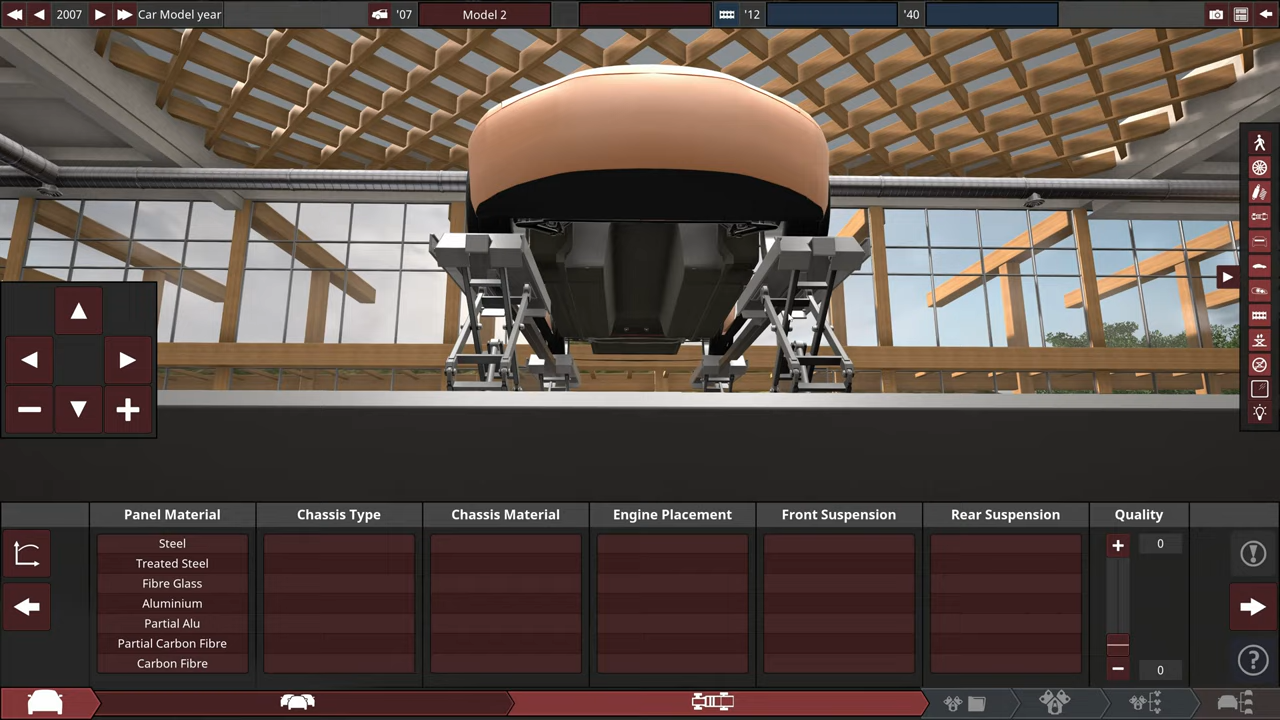 2007 Car Model year '07 Model 2 '12 '40
Panel Material Chassis Type Chassis Material Engine Placement Front Suspension Rear Suspension Quality
Steel
Treated Steel
Fibre Glass
Aluminium
Partial Alu
Partial Carbon Fibre
Carbon Fibre
0
0